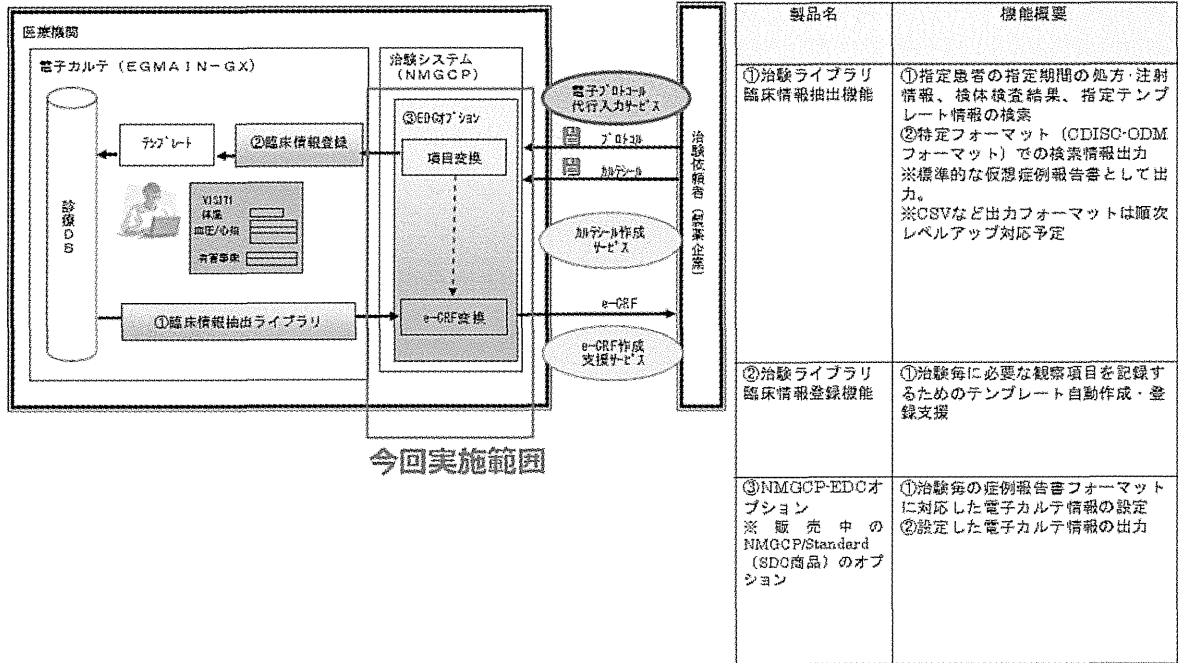 医療機関
電子カルテ（EGMAIN－GX）
治験システム
（NMGCP）
③EDCオプション
テンプレート
②臨床情報登録
項目変換
診療DB
VISIT1
体温
血圧/心拍
有害事象
①臨床情報抽出ライブラリ
e-CRF変換
今回実施範囲
電子プロトコール
代行入力サービス
プロトコル
カルテシール
カルテシール作成
サービス
e-CRF
e-CRF作成
支援サービス
治験依頼者（製薬企業）
製品名
機能概要
①治験ライブラリ
臨床情報抽出機能
①指定患者の指定期間の処方・注射
情報、検体検査結果、指定テンプ
レート情報の検索
②特定フォーマット（CDISC-ODM
フォーマット）での検索情報出力
※標準的な仮想症例報告書として出
力。
※CSVなど出力フォーマットは順次
レベルアップ対応予定
②治験ライブラリ
臨床情報登録機能
①治験毎に必要な観察項目を記録す
るためのテンプレート自動作成・登
録支援
③NMGCP-EDCオ
プション
※販売中の
NMGCP/Standard
（SDC商品）のオプ
ション
①治験毎の症例報告書フォーマット
に対応した電子カルテ情報の設定
②設定した電子カルテ情報の出力